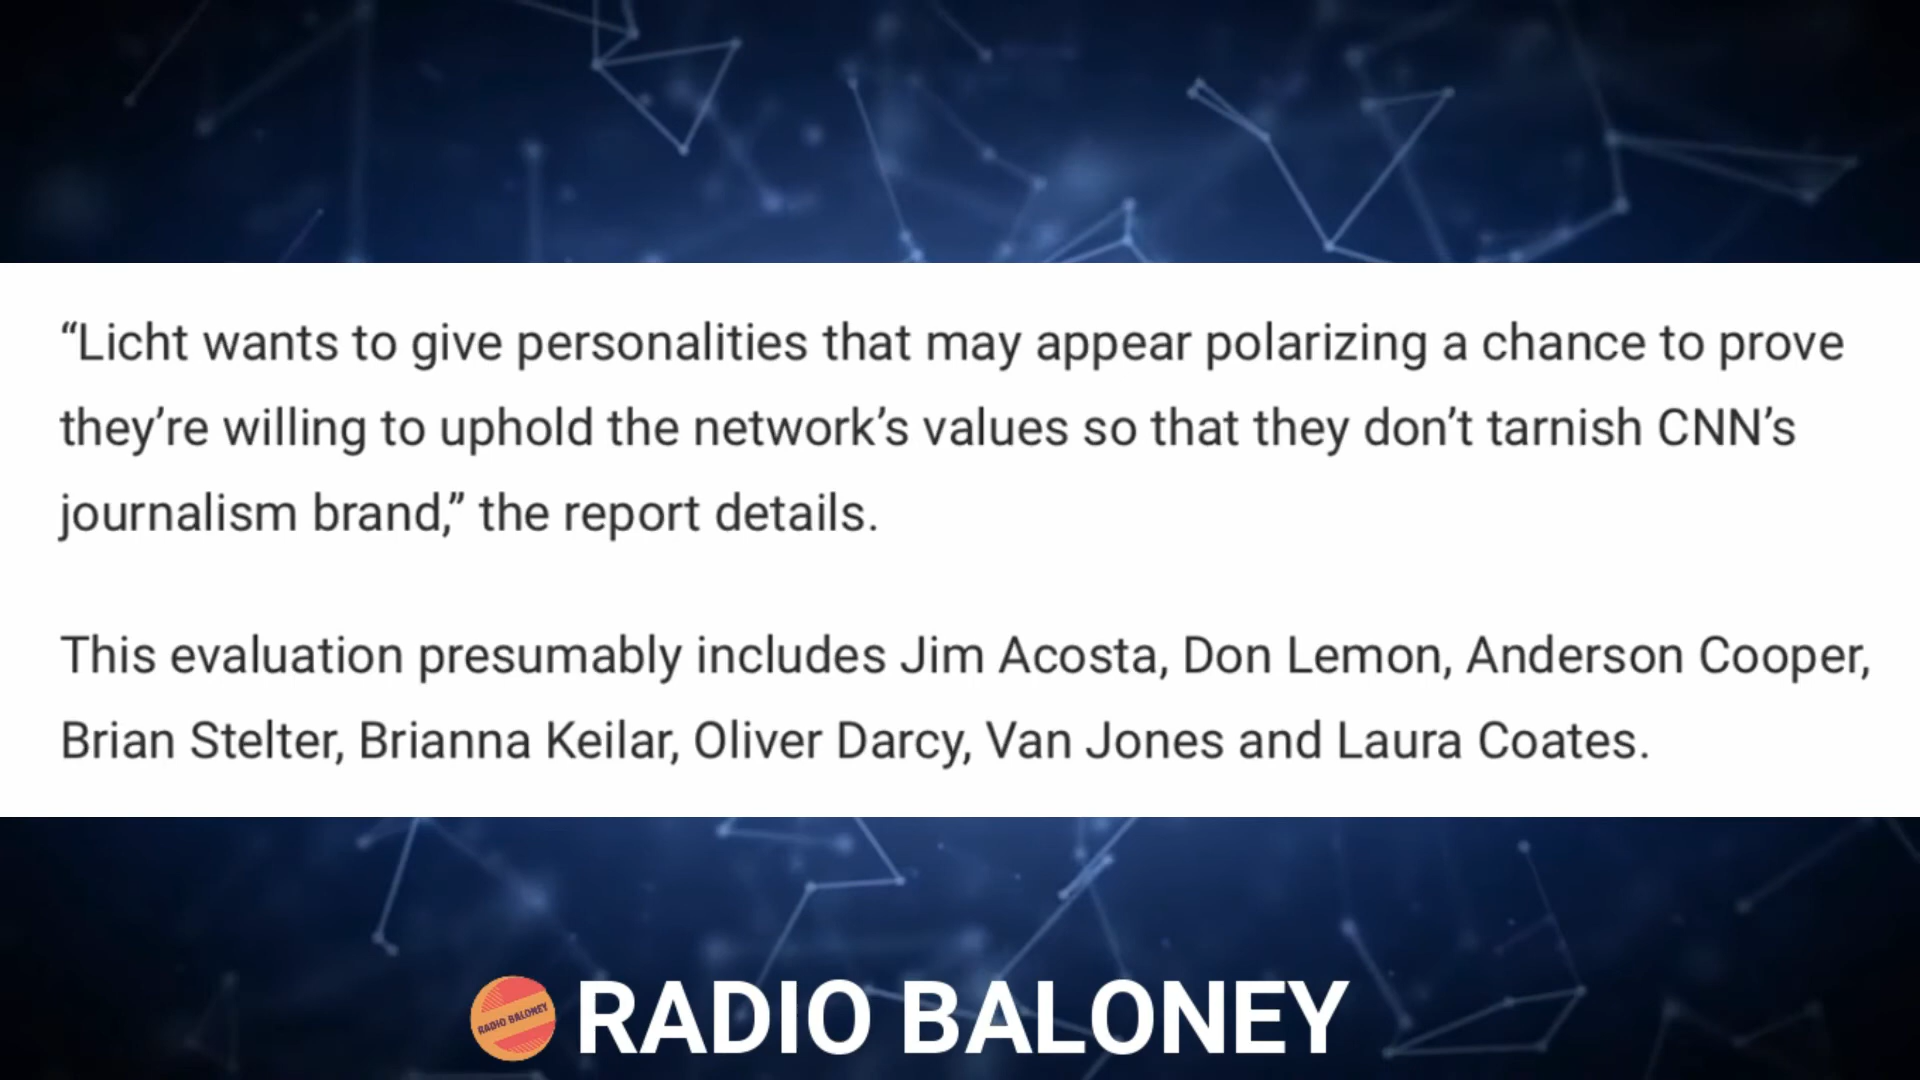 “Licht wants to give personalities that may appear polarizing a chance to prove
they’re willing to uphold the network’s values so that they don’t tarnish CNN’s
journalism brand,” the report details.
This evaluation presumably includes Jim Acosta, Don Lemon, Anderson Cooper,
Brian Stelter, Brianna Keilar, Oliver Darcy, Van Jones and Laura Coates.
RADIO BALONEY
RADIO BALONEY